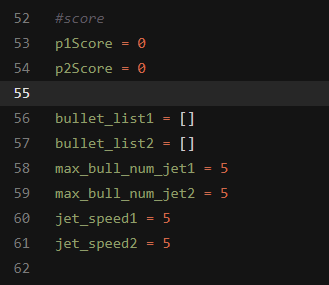 52 #score
53 p1Score = 0
54 p2Score = 0
55
56 bullet_list1 = []
57 bullet_list2 = []
58 max_bull_num_jet1 = 5
59 max_bull_num_jet2 = 5
60 jet_speed1 = 5
61 jet_speed2 = 5
62